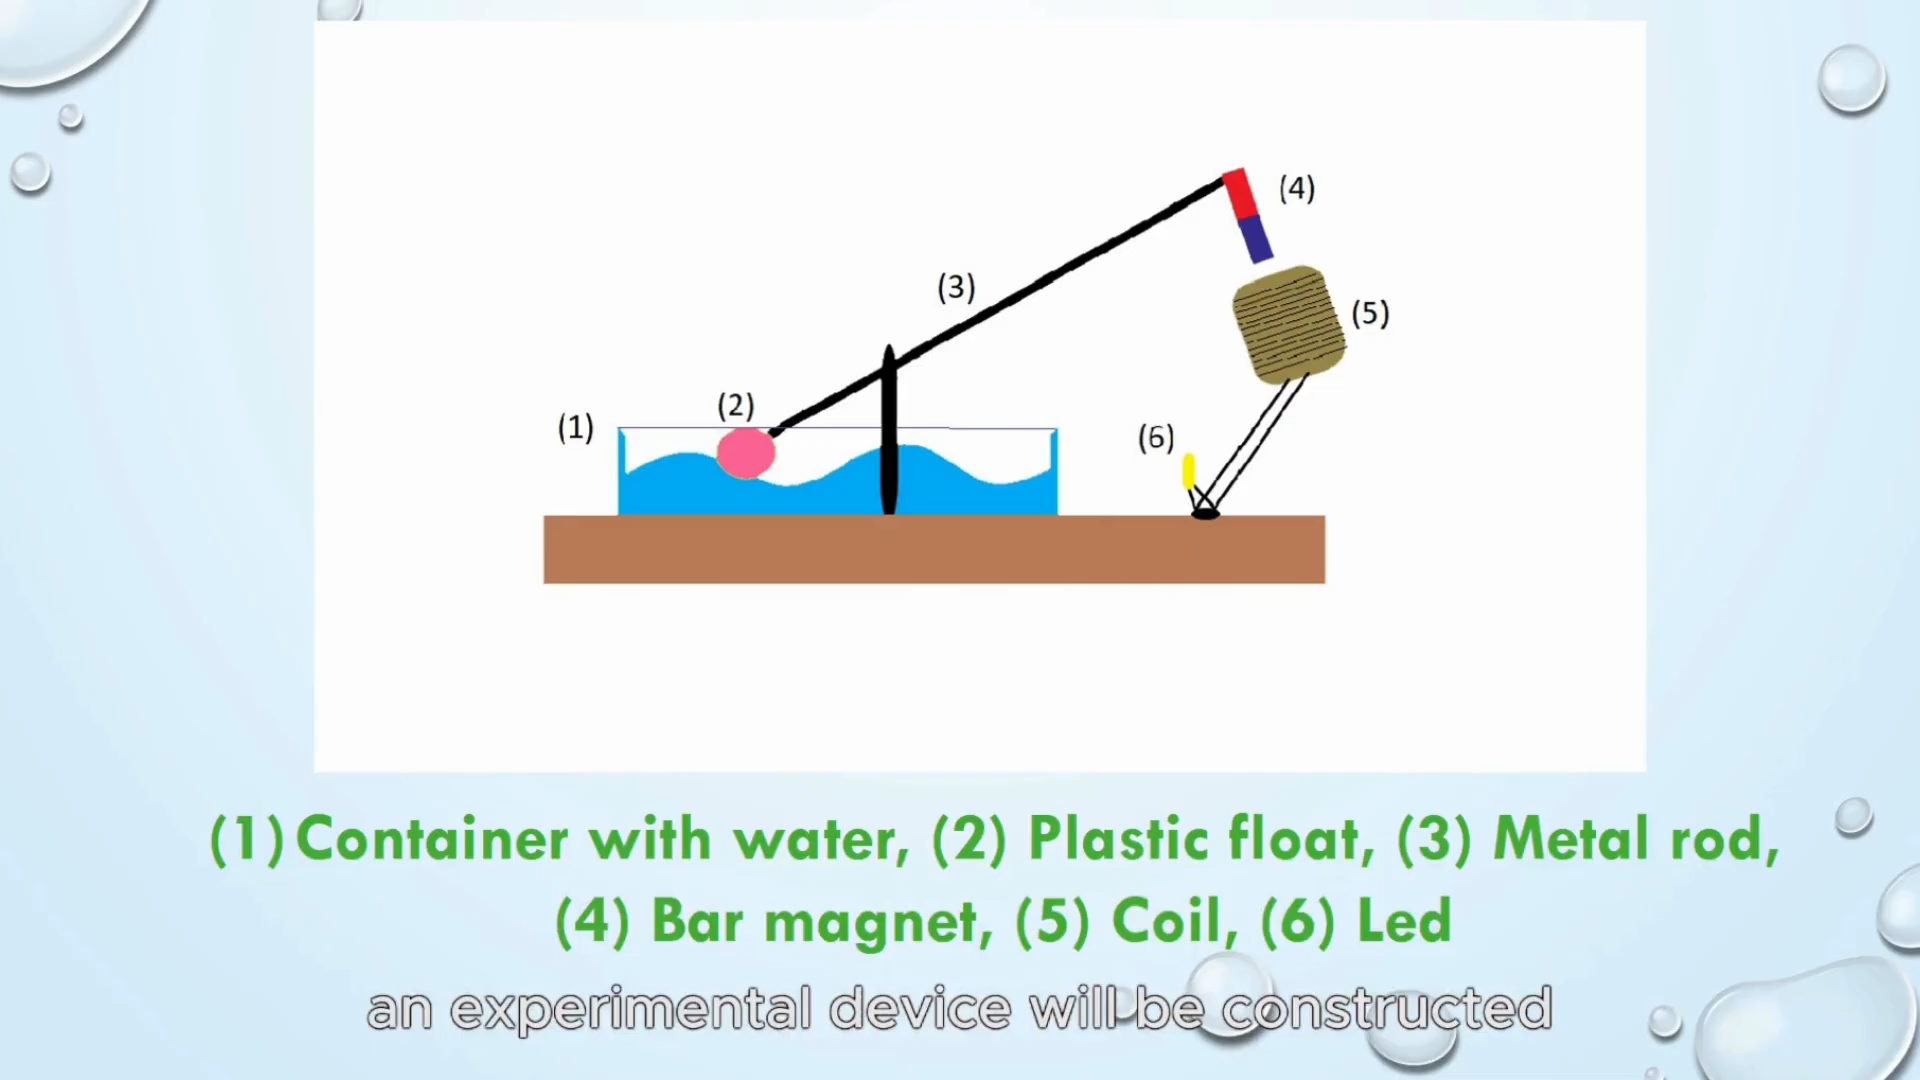 (4)
(3)
(5)
(2)
(1)
(6)
(1) Container with water, (2) Plastic float, (3) Metal rod,
(4) Bar magnet, (5) Coil, (6) Led
an experimental device will be constructed